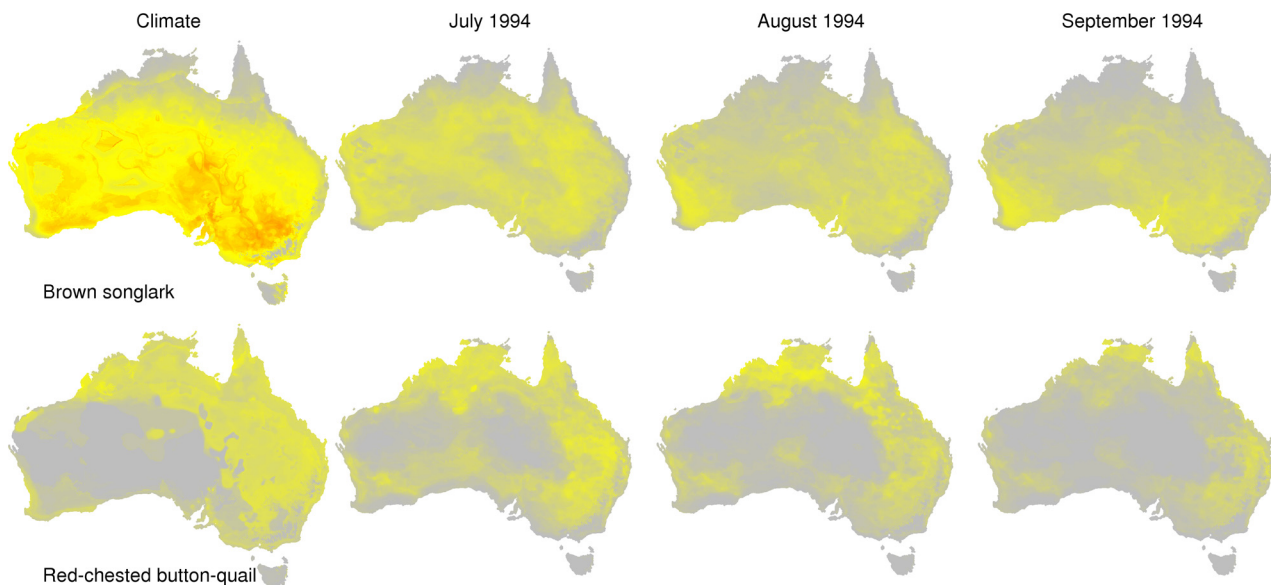 Climate
July 1994
August 1994
September 1994
Brown songlark
Red-chested button-quail